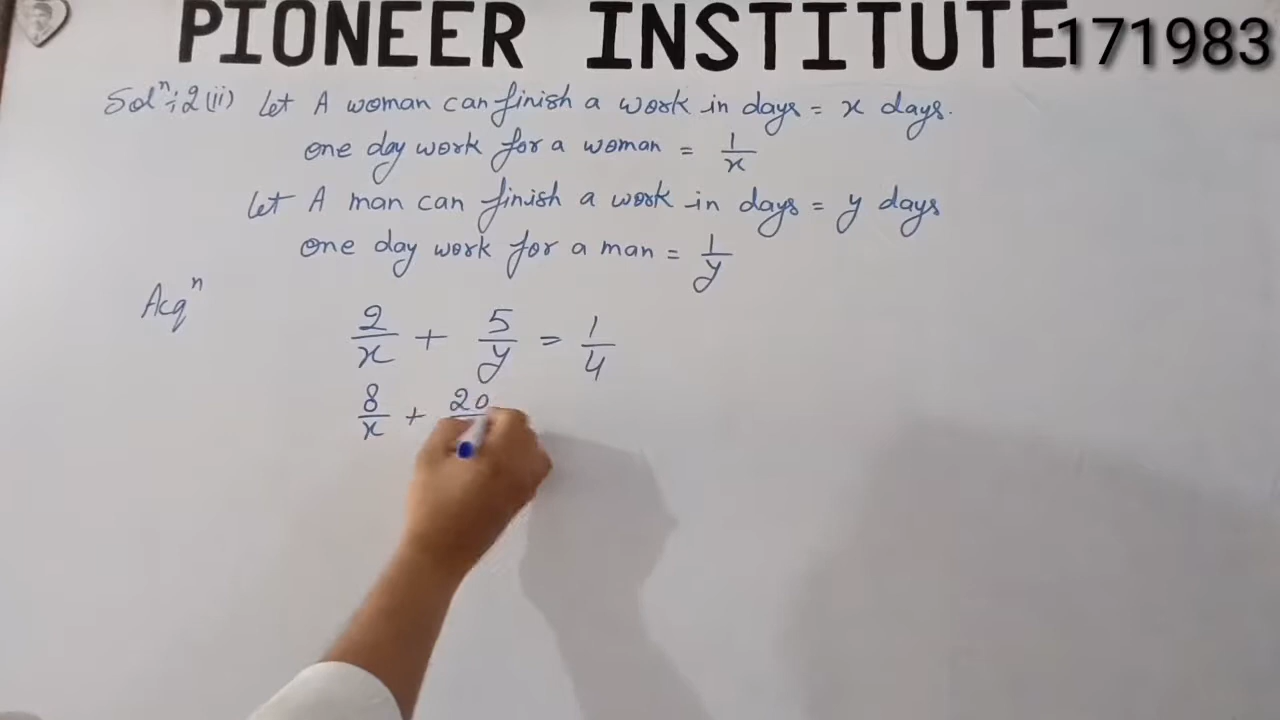 PIONEER INSTITUTE 171983
Solⁿ:- 2(ii) Let A woman can finish a work in days = x days.
one day work for a woman = 1/x
Let A man can finish a work in days = y days
one day work for a man = 1/y
Acqⁿ
2/x + 5/y = 1/4
8/x + 20